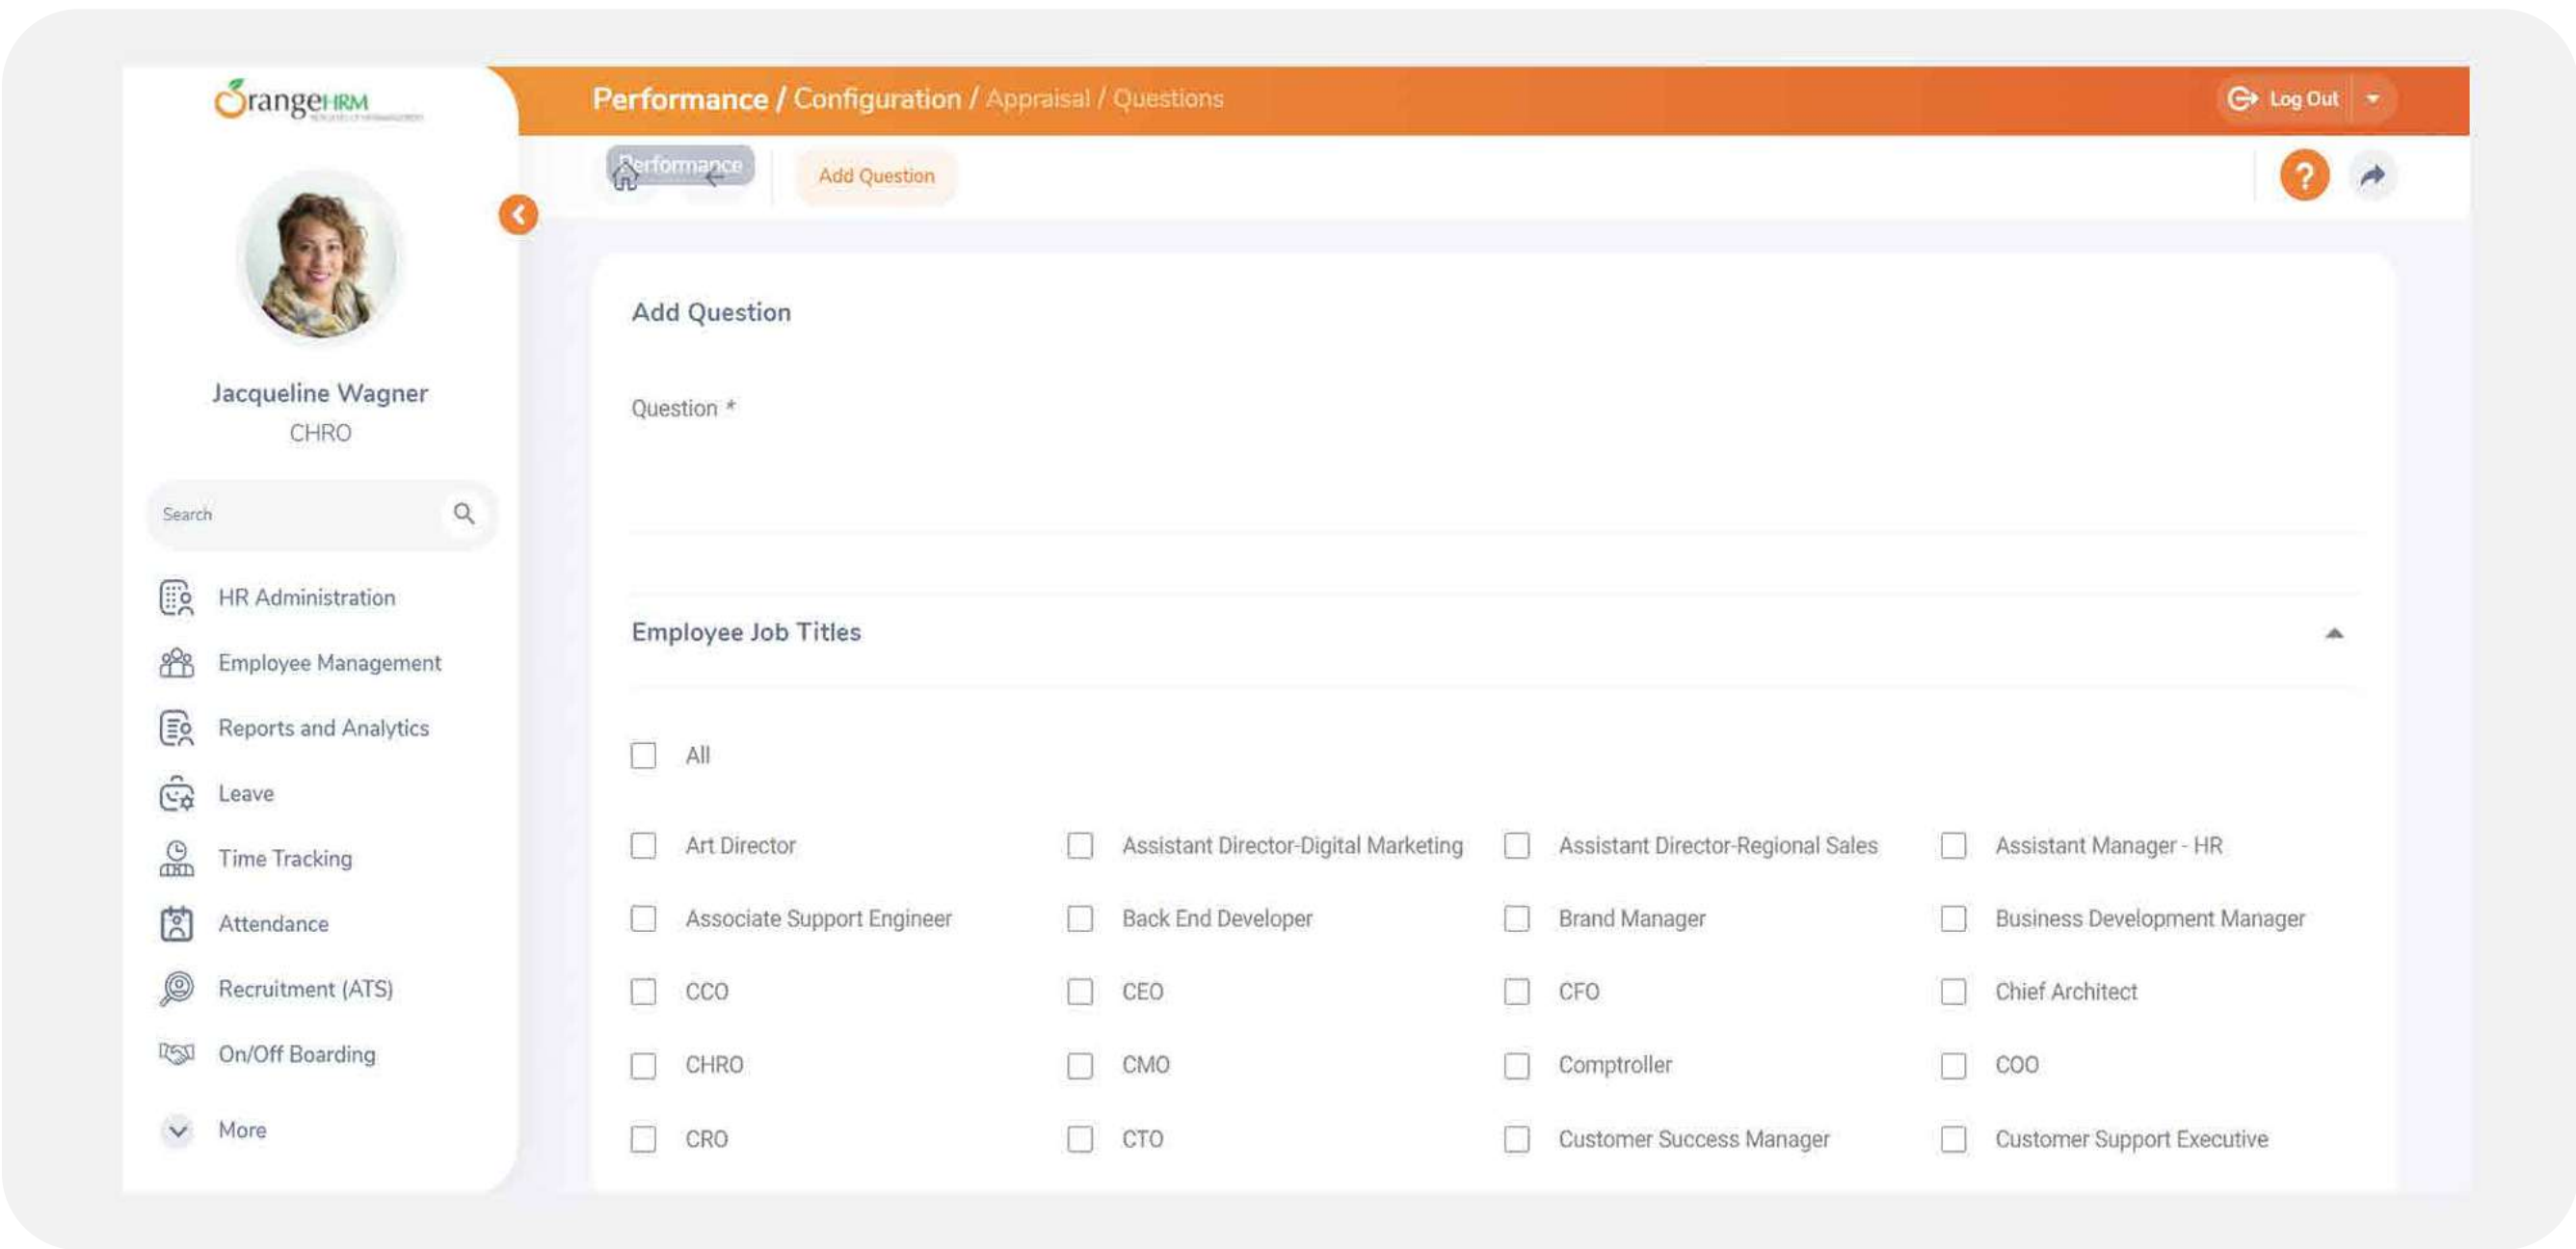 OrangeHRM
Performance / Configuration / Appraisal / Questions
Log Out
Performance
Add Question
?
Jacqueline Wagner
CHRO
Search
HR Administration
Employee Management
Reports and Analytics
Leave
Time Tracking
Attendance
Recruitment (ATS)
On/Off Boarding
More
Add Question
Question *
Employee Job Titles
All
Art Director
Assistant Director-Digital Marketing
Assistant Director-Regional Sales
Assistant Manager - HR
Associate Support Engineer
Back End Developer
Brand Manager
Business Development Manager
CCO
CEO
CFO
Chief Architect
CHRO
CMO
Comptroller
COO
CRO
CTO
Customer Success Manager
Customer Support Executive